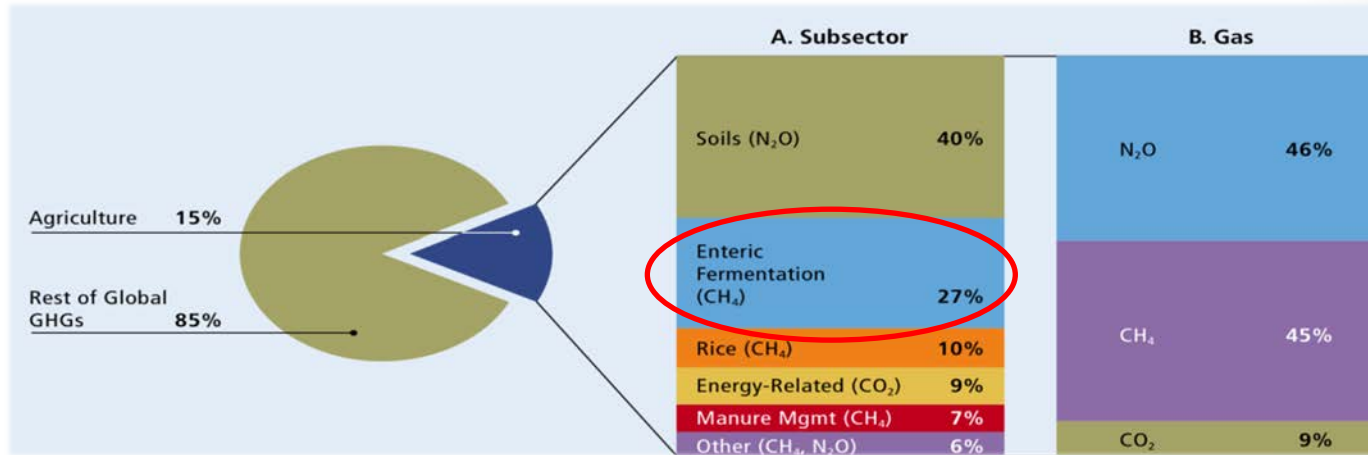 A. Subsector
B. Gas
Agriculture 15%
Rest of Global
GHGs 85%
Soils (N₂O) 40%
Enteric
Fermentation
(CH₄) 27%
Rice (CH₄) 10%
Energy-Related (CO₂) 9%
Manure Mgmt (CH₄) 7%
Other (CH₄, N₂O) 6%
N₂O 46%
CH₄ 45%
CO₂ 9%